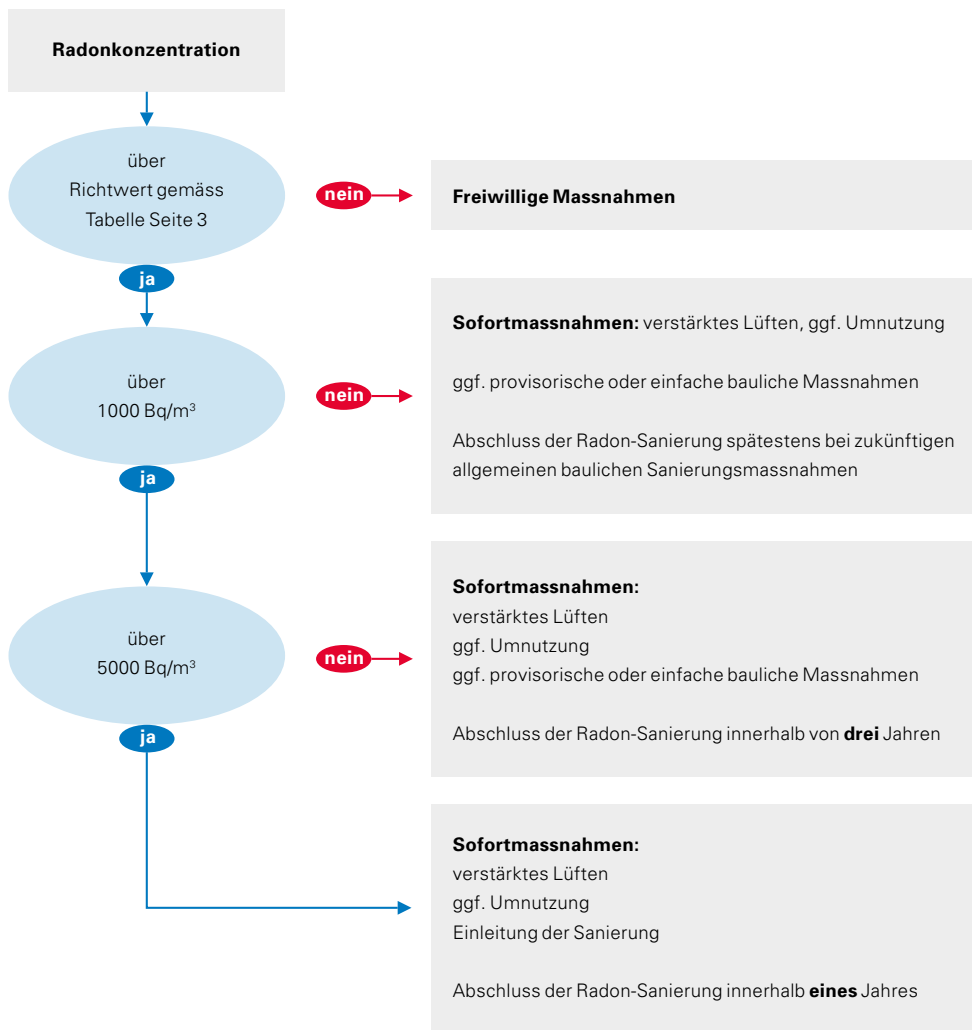 Radonkonzentration
über
Richtwert gemäss
Tabelle Seite 3
nein
Freiwillige Massnahmen
ja
über
1000 Bq/m³
nein
Sofortmassnahmen: verstärktes Lüften, ggf. Umnutzung
ggf. provisorische oder einfache bauliche Massnahmen
Abschluss der Radon-Sanierung spätestens bei zukünftigen
allgemeinen baulichen Sanierungsmassnahmen
ja
über
5000 Bq/m³
nein
Sofortmassnahmen:
verstärktes Lüften
ggf. Umnutzung
ggf. provisorische oder einfache bauliche Massnahmen
Abschluss der Radon-Sanierung innerhalb von drei Jahren
ja
Sofortmassnahmen:
verstärktes Lüften
ggf. Umnutzung
Einleitung der Sanierung
Abschluss der Radon-Sanierung innerhalb eines Jahres